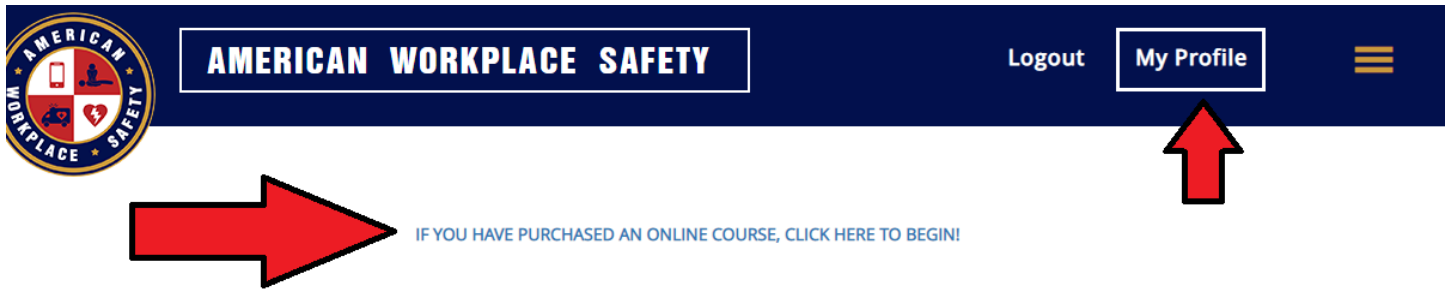 AMERICAN
WORKPLACE • SAFETY
AMERICAN WORKPLACE SAFETY
Logout
My Profile
IF YOU HAVE PURCHASED AN ONLINE COURSE, CLICK HERE TO BEGIN!